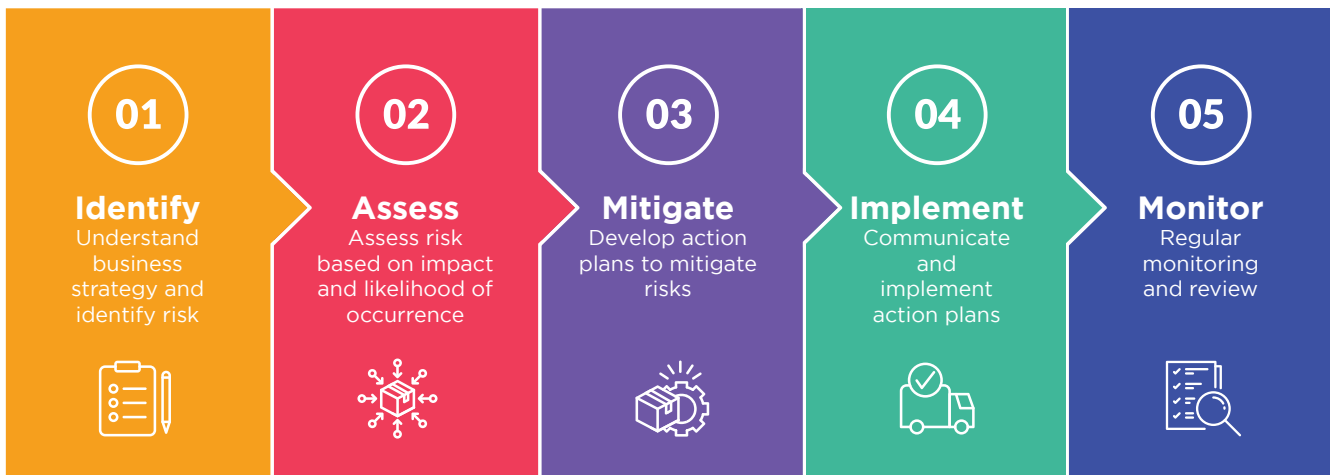 01
Identify
Understand
business
strategy and
identify risk
02
Assess
Assess risk
based on impact
and likelihood of
occurrence
03
Mitigate
Develop action
plans to mitigate
risks
04
Implement
Communicate
and
implement
action plans
05
Monitor
Regular
monitoring
and review